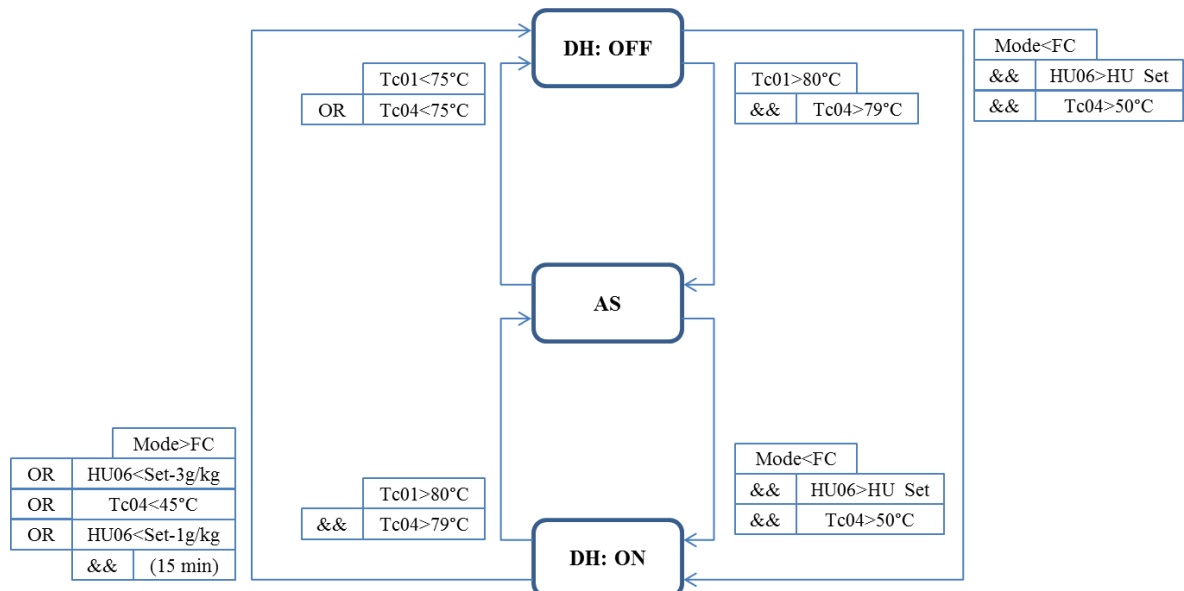 DH: OFF
Mode<FC
&& HU06>HU Set
&& Tc04>50°C
Tc01<75°C
OR Tc04<75°C
Tc01>80°C
&& Tc04>79°C
AS
Mode>FC
OR HU06<Set-3g/kg
OR Tc04<45°C
OR HU06<Set-1g/kg
&& (15 min)
Tc01>80°C
&& Tc04>79°C
Mode<FC
&& HU06>HU Set
&& Tc04>50°C
DH: ON